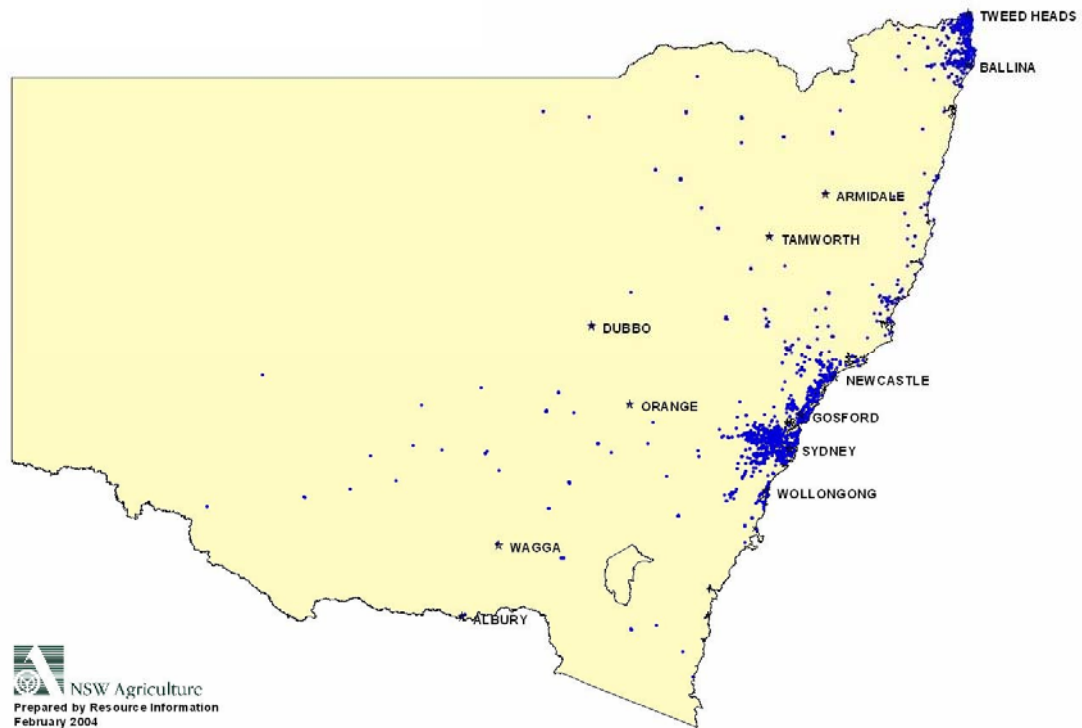 TWEED HEADS
BALLINA
ARMIDALE
TAMWORTH
DUBBO
NEWCASTLE
ORANGE
GOSFORD
SYDNEY
WOLLONGONG
WAGGA
ALBURY
NSW Agriculture
Prepared by Resource Information
February 2004